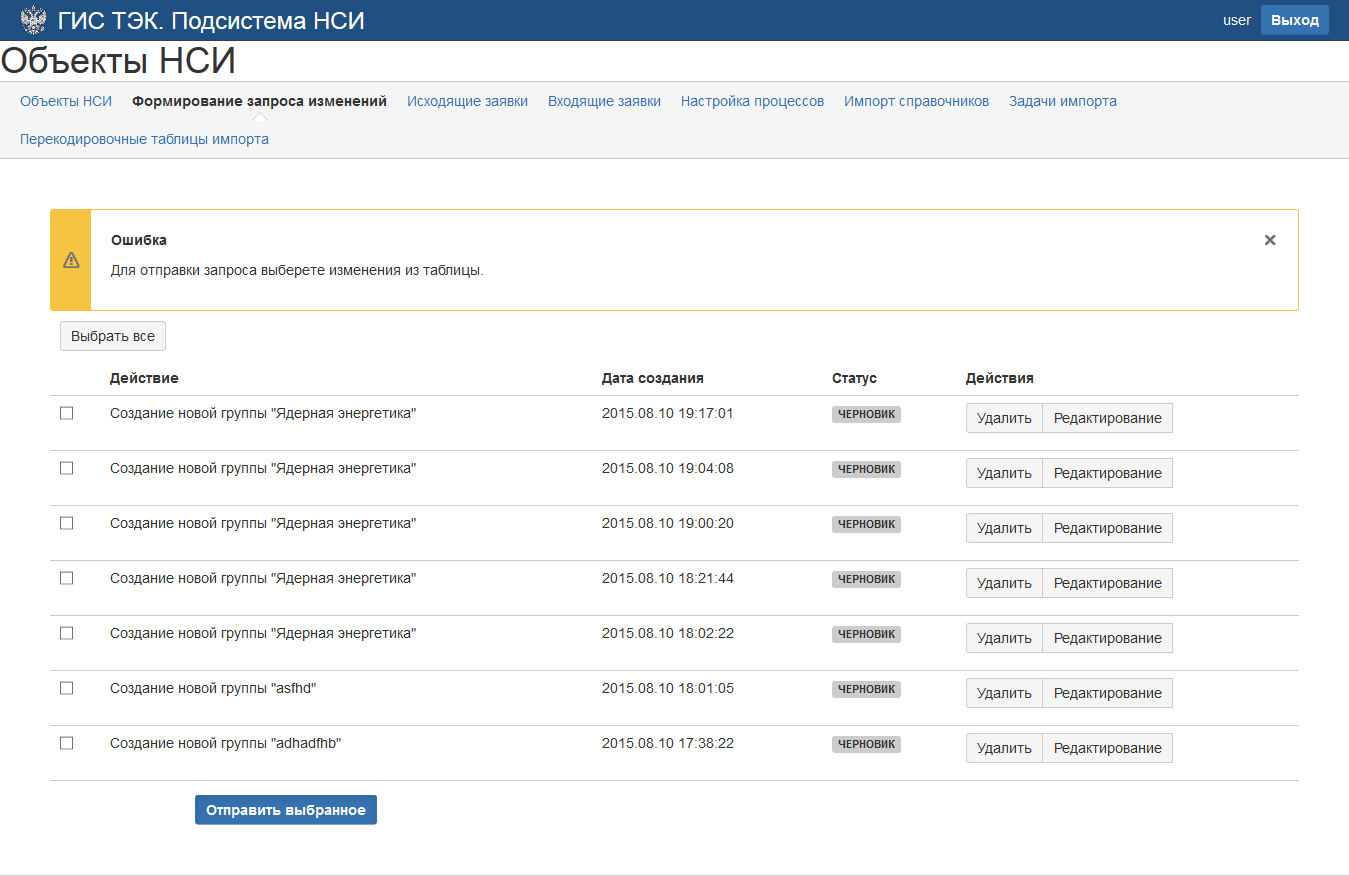 ГИС ТЭК. Подсистема НСИ
user Выход
Объекты НСИ
Объекты НСИ Формирование запроса изменений Исходящие заявки Входящие заявки Настройка процессов Импорт справочников Задачи импорта
Перекодировочные таблицы импорта
Ошибка
Для отправки запроса выберете изменения из таблицы.
Выбрать все
Действие Дата создания Статус Действия
Создание новой группы "Ядерная энергетика" 2015.08.10 19:17:01 ЧЕРНОВИК Удалить Редактирование
Создание новой группы "Ядерная энергетика" 2015.08.10 19:04:08 ЧЕРНОВИК Удалить Редактирование
Создание новой группы "Ядерная энергетика" 2015.08.10 19:00:20 ЧЕРНОВИК Удалить Редактирование
Создание новой группы "Ядерная энергетика" 2015.08.10 18:21:44 ЧЕРНОВИК Удалить Редактирование
Создание новой группы "Ядерная энергетика" 2015.08.10 18:02:22 ЧЕРНОВИК Удалить Редактирование
Создание новой группы "asfhd" 2015.08.10 18:01:05 ЧЕРНОВИК Удалить Редактирование
Создание новой группы "adhadfhb" 2015.08.10 17:38:22 ЧЕРНОВИК Удалить Редактирование
Отправить выбранное